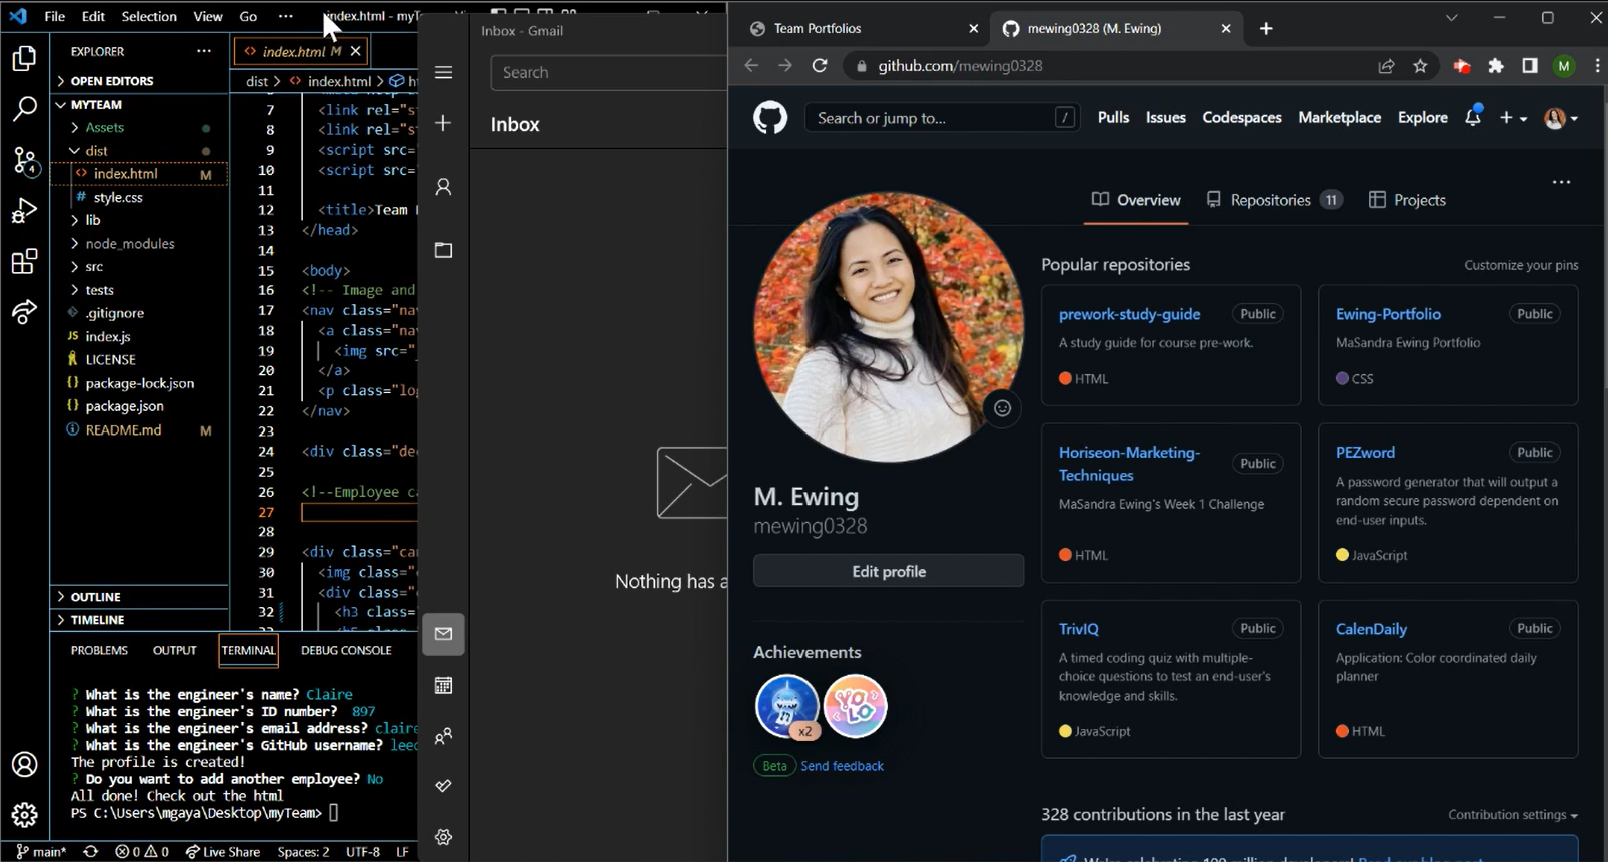 File Edit Selection View Go ··· index.html - myT
EXPLORER ···
OPEN EDITORS
MYTEAM
Assets
dist
index.html M
style.css
lib
node_modules
src
tests
.gitignore
index.js
LICENSE
package-lock.json
package.json
README.md M
OUTLINE
TIMELINE
4
index.html M
dist > index.html >
7 <link rel="s
8 <link rel="s
9 <script src=
10 <script src=
11
12 <title>Team
13 </head>
14
15 <body>
16 <!-- Image and
17 <nav class="nav
18 <a class="nav
19 <img src="
20 </a>
21 <p class="log
22 </nav>
23
24 <div class="de
25
26 <!--Employee ca
27
28
29 <div class="car
30 <img class="
31 <div class="
32 <h3 class=
PROBLEMS OUTPUT TERMINAL DEBUG CONSOLE
? What is the engineer's name? Claire
? What is the engineer's ID number? 897
? What is the engineer's email address? claire
? What is the engineer's GitHub username? leed
The profile is created!
? Do you want to add another employee? No
All done! Check out the html
PS C:\Users\mgaya\Desktop\myTeam>
main* 0 0 Live Share Spaces: 2 UTF-8 LF
Inbox - Gmail
Search
Inbox
Nothing has a
Team Portfolios
mewing0328 (M. Ewing)
github.com/mewing0328
M
Search or jump to... /
Pulls Issues Codespaces Marketplace Explore
Overview Repositories 11 Projects
M. Ewing
mewing0328
Edit profile
Achievements
x2
YOLO
Beta Send feedback
Popular repositories Customize your pins
prework-study-guide Public
A study guide for course pre-work.
HTML
Ewing-Portfolio Public
MaSandra Ewing Portfolio
CSS
Horiseon-Marketing-
Techniques Public
MaSandra Ewing's Week 1 Challenge
HTML
PEZword Public
A password generator that will output a
random secure password dependent on
end-user inputs.
JavaScript
TrivIQ Public
A timed coding quiz with multiple-
choice questions to test an end-user's
knowledge and skills.
JavaScript
CalenDaily Public
Application: Color coordinated daily
planner
HTML
328 contributions in the last year Contribution settings